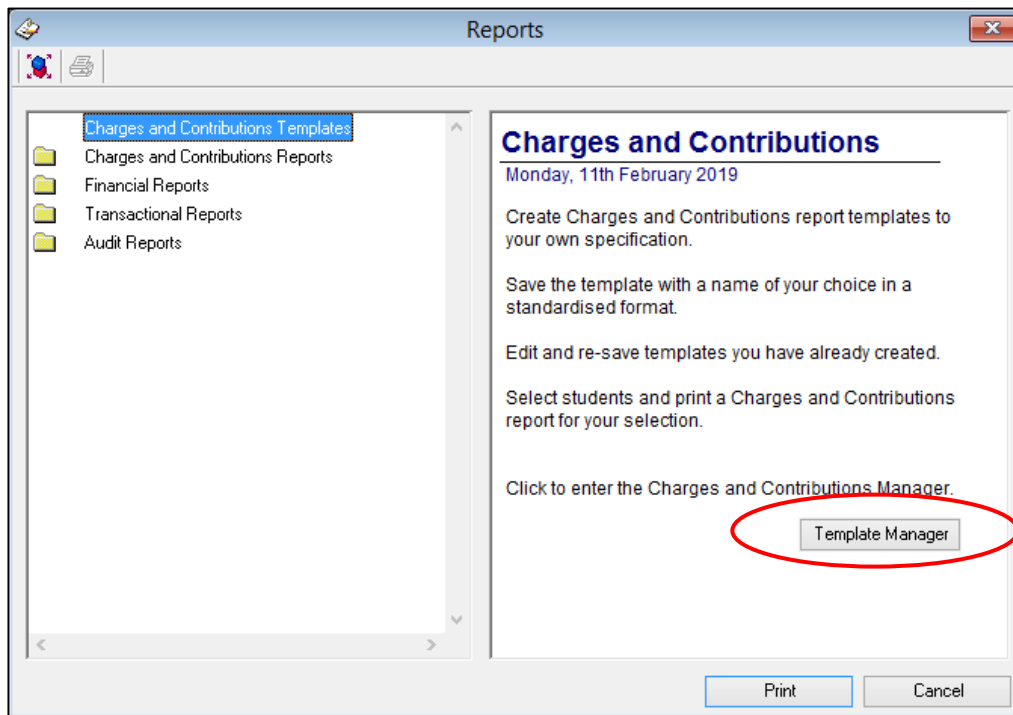 Reports
Charges and Contributions Templates
Charges and Contributions Reports
Financial Reports
Transactional Reports
Audit Reports
Charges and Contributions
Monday, 11th February 2019
Create Charges and Contributions report templates to
your own specification.
Save the template with a name of your choice in a
standardised format.
Edit and re-save templates you have already created.
Select students and print a Charges and Contributions
report for your selection.
Click to enter the Charges and Contributions Manager.
Template Manager
Print
Cancel